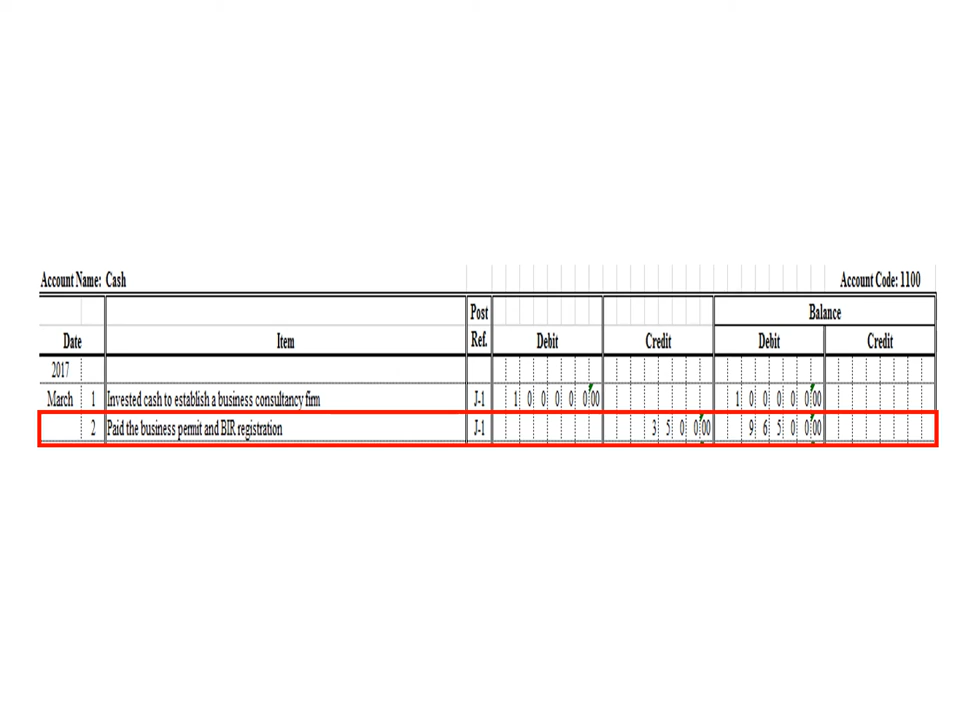 Account Name: Cash Account Code: 1100
Post Balance
Date Item Ref. Debit Credit Debit Credit
2017
March 1 Invested cash to establish a business consultancy firm J-1 1 0 0 0 0 0 00 1 0 0 0 0 0 00
2 Paid the business permit and BIR registration J-1 3 5 0 0 00 9 6 5 0 0 00